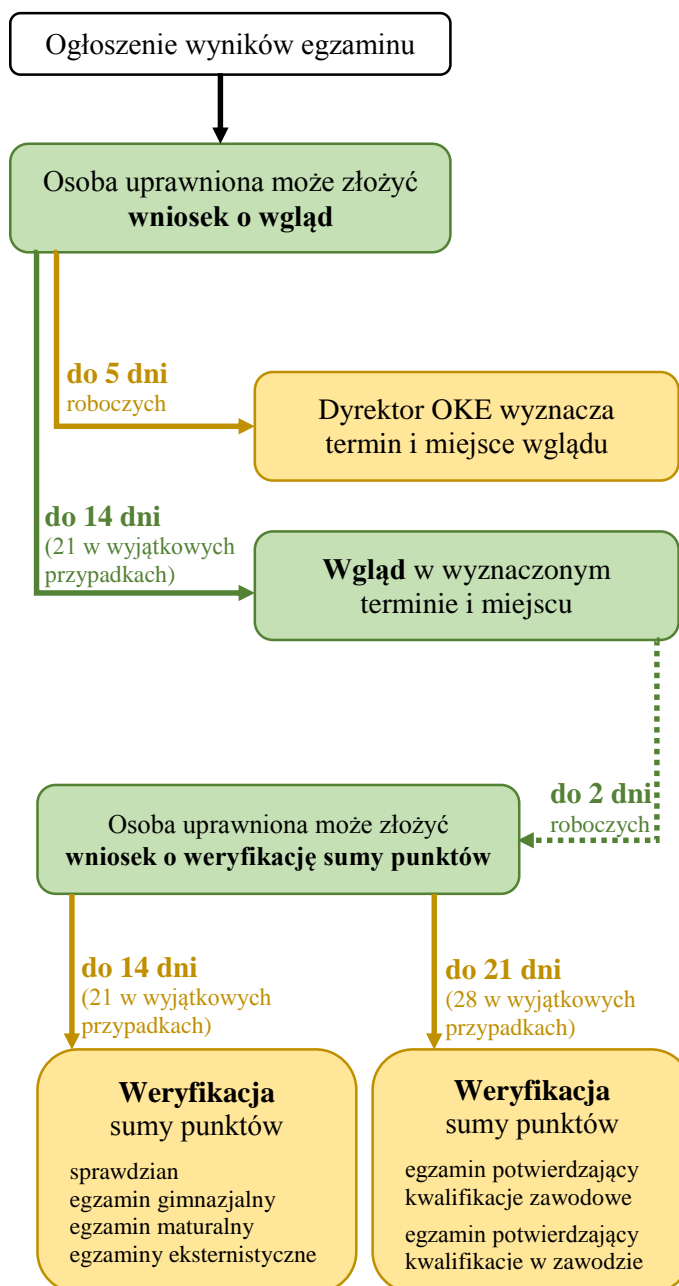 Ogłoszenie wyników egzaminu
Osoba uprawniona może złożyć
wniosek o wgląd
do 5 dni
roboczych
Dyrektor OKE wyznacza
termin i miejsce wglądu
do 14 dni
(21 w wyjątkowych
przypadkach)
Wgląd w wyznaczonym
terminie i miejscu
do 2 dni
roboczych
Osoba uprawniona może złożyć
wniosek o weryfikację sumy punktów
do 14 dni
(21 w wyjątkowych
przypadkach)
do 21 dni
(28 w wyjątkowych
przypadkach)
Weryfikacja
sumy punktów
sprawdzian
egzamin gimnazjalny
egzamin maturalny
egzaminy eksternistyczne
Weryfikacja
sumy punktów
egzamin potwierdzający
kwalifikacje zawodowe
egzamin potwierdzający
kwalifikacje w zawodzie